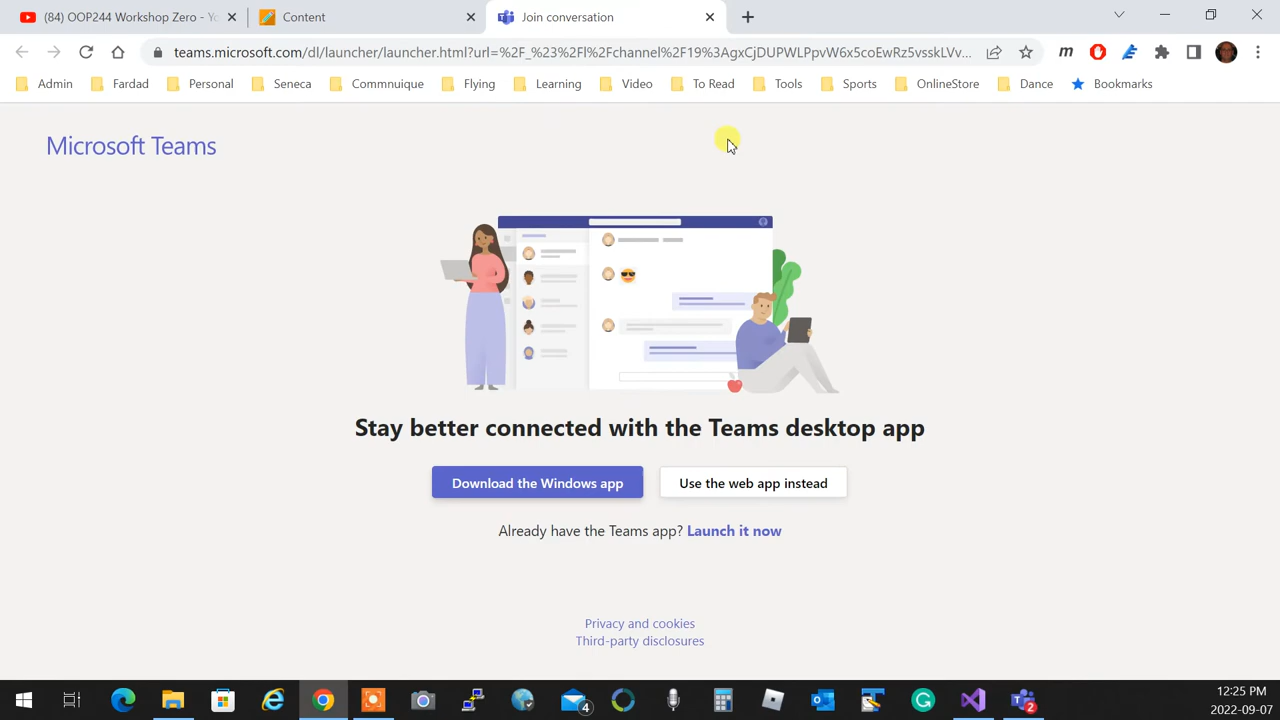 (84) OOP244 Workshop Zero - Yo
Content
Join conversation
teams.microsoft.com/dl/launcher/launcher.html?url=%2F_%23%2Fl%2Fchannel%2F19%3AgxCjDUPWLPpvW6x5coEwRz5vsskLVv...
Admin
Fardad
Personal
Seneca
Commuique
Flying
Learning
Video
To Read
Tools
Sports
OnlineStore
Dance
Bookmarks
Microsoft Teams
Stay better connected with the Teams desktop app
Download the Windows app
Use the web app instead
Already have the Teams app? Launch it now
Privacy and cookies
Third-party disclosures
4
2
12:25 PM
2022-09-07